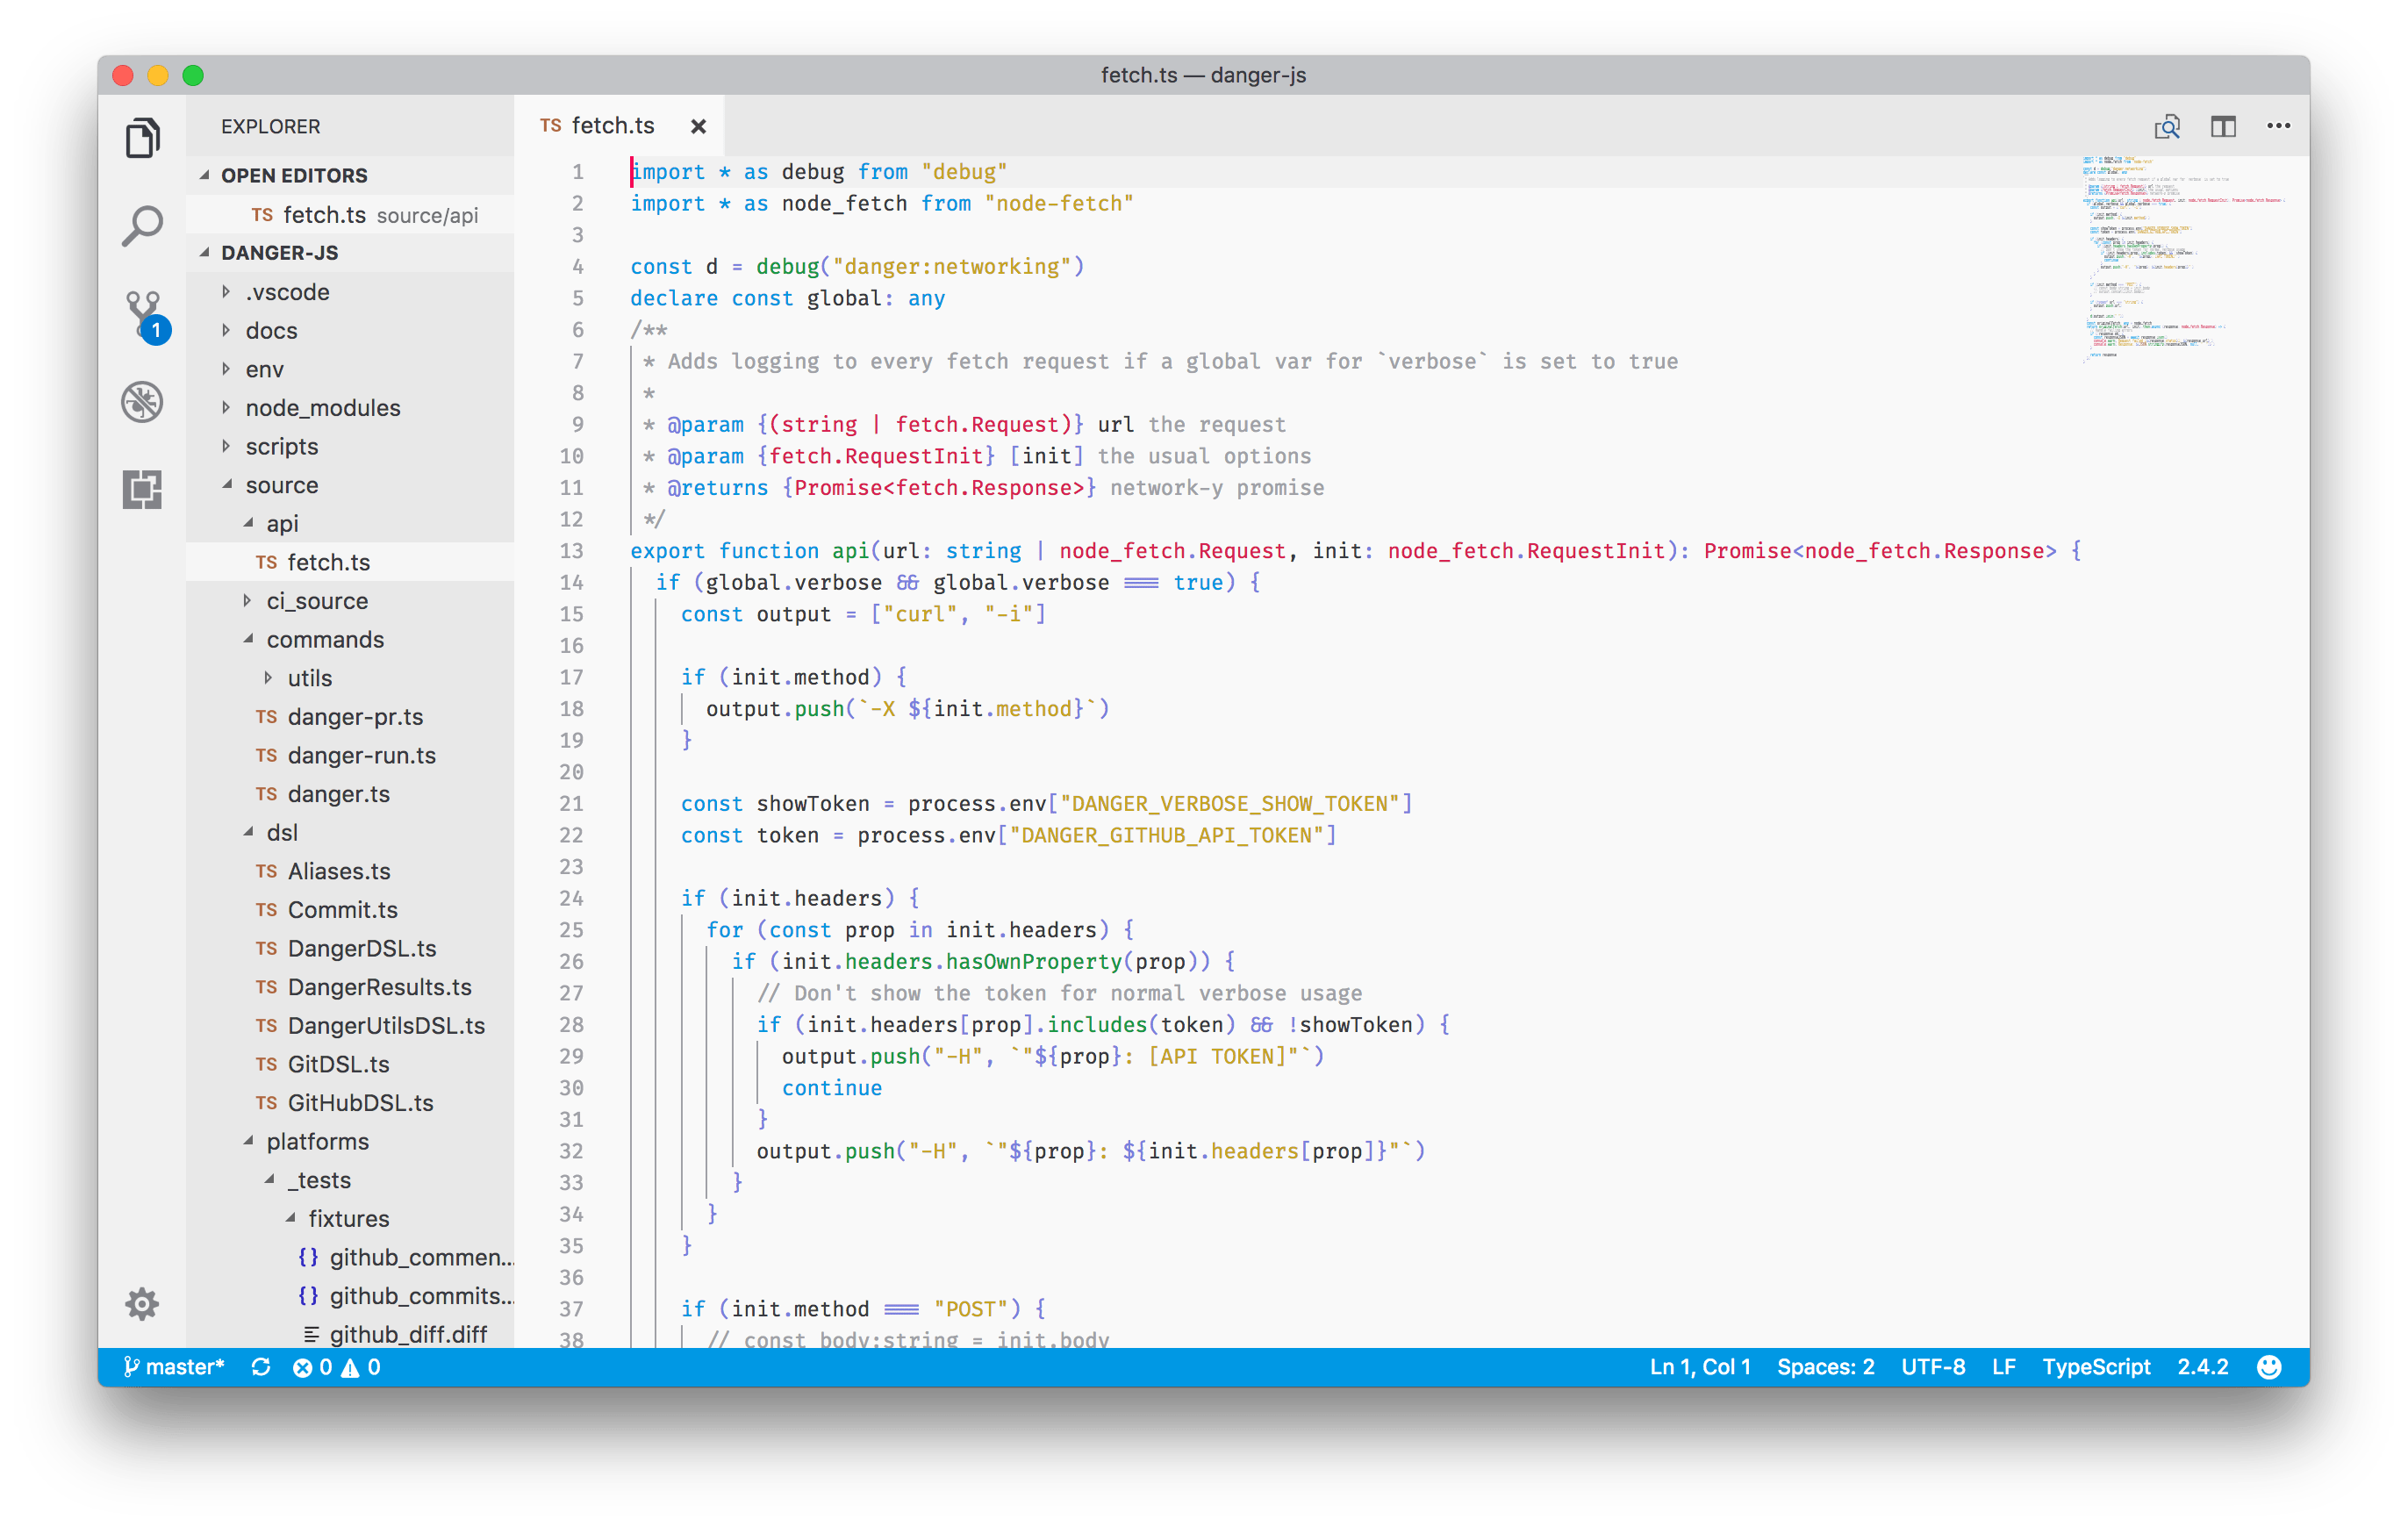 fetch.ts — danger-js
EXPLORER
OPEN EDITORS
TS fetch.ts source/api
DANGER-JS
.vscode
docs
env
node_modules
scripts
source
api
TS fetch.ts
ci_source
commands
utils
TS danger-pr.ts
TS danger-run.ts
TS danger.ts
dsl
TS Aliases.ts
TS Commit.ts
TS DangerDSL.ts
TS DangerResults.ts
TS DangerUtilsDSL.ts
TS GitDSL.ts
TS GitHubDSL.ts
platforms
_tests
fixtures
{} github_commen...
{} github_commits...
github_diff.diff
1
TS fetch.ts
1 import * as debug from "debug"
2 import * as node_fetch from "node-fetch"
3
4 const d = debug("danger:networking")
5 declare const global: any
6 /**
7  * Adds logging to every fetch request if a global var for `verbose` is set to true
8  *
9  * @param {(string | fetch.Request)} url the request
10  * @param {fetch.RequestInit} [init] the usual options
11  * @returns {Promise<fetch.Response>} network-y promise
12  */
13 export function api(url: string | node_fetch.Request, init: node_fetch.RequestInit): Promise<node_fetch.Response> {
14   if (global.verbose && global.verbose === true) {
15     const output = ["curl", "-i"]
16
17     if (init.method) {
18       output.push(`-X ${init.method}`)
19     }
20
21     const showToken = process.env["DANGER_VERBOSE_SHOW_TOKEN"]
22     const token = process.env["DANGER_GITHUB_API_TOKEN"]
23
24     if (init.headers) {
25       for (const prop in init.headers) {
26         if (init.headers.hasOwnProperty(prop)) {
27           // Don't show the token for normal verbose usage
28           if (init.headers[prop].includes(token) && !showToken) {
29             output.push("-H", `"${prop}: [API TOKEN]"`)
30             continue
31           }
32           output.push("-H", `"${prop}: ${init.headers[prop]}"`)
33         }
34       }
35     }
36
37     if (init.method === "POST") {
38       // const body:string = init.body
master* 0 0
Ln 1, Col 1 Spaces: 2 UTF-8 LF TypeScript 2.4.2